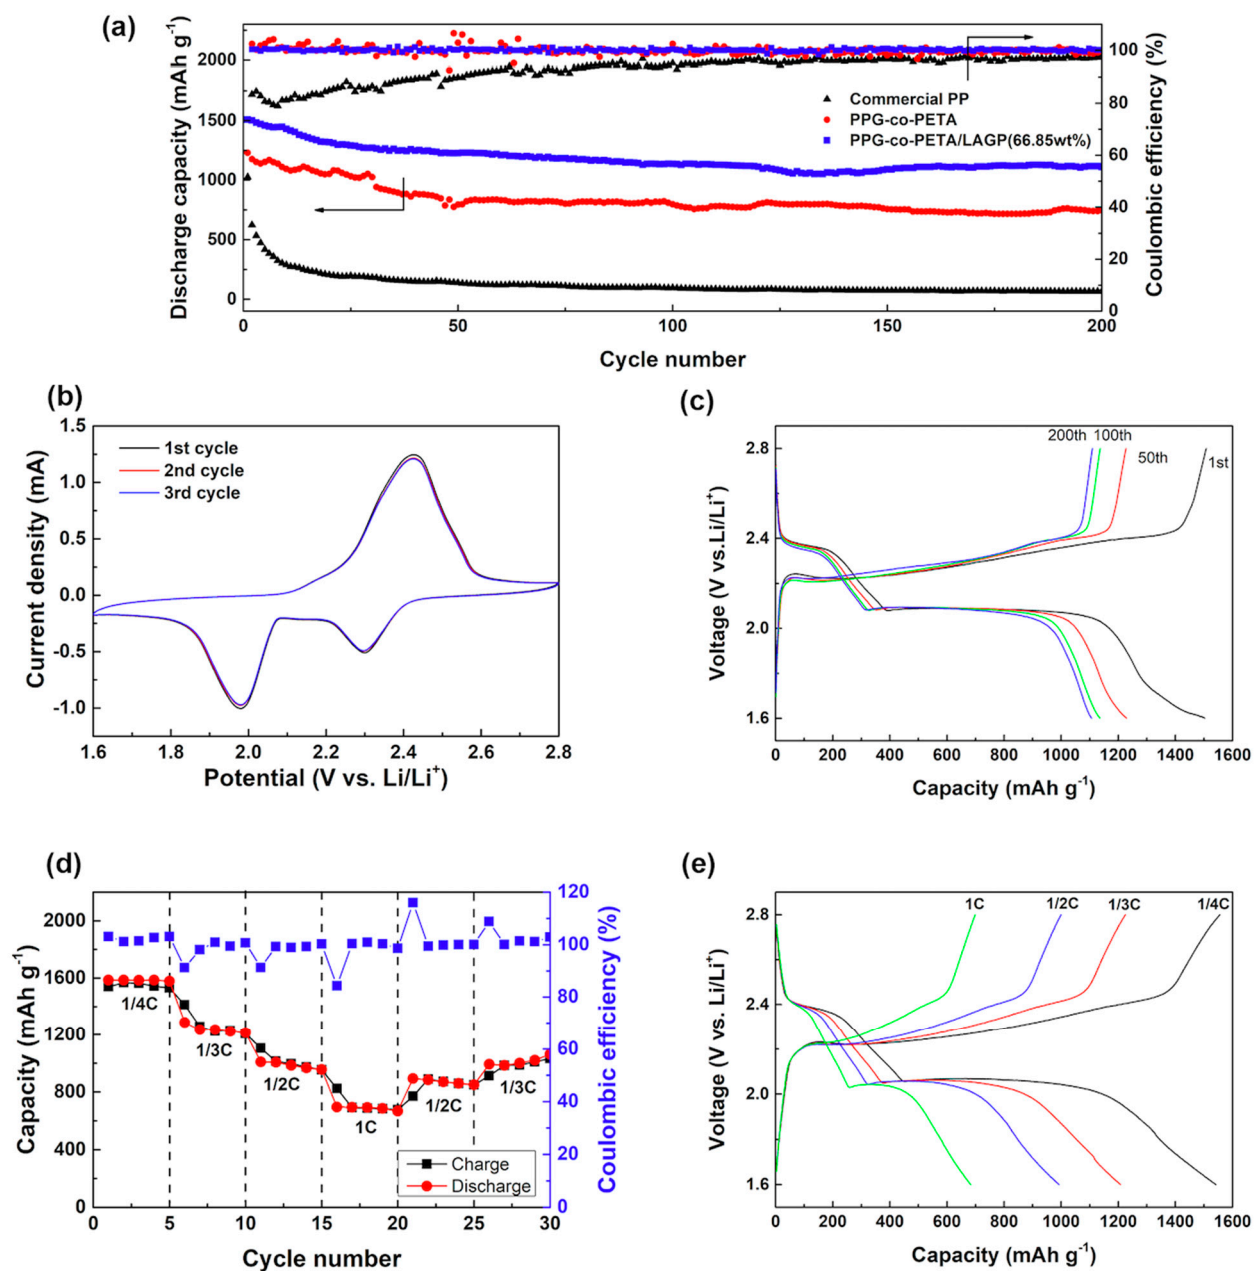 (a)
Discharge capacity (mAh g⁻¹)
2000
1500
1000
500
0
Commercial PP
PPG-co-PETA
PPG-co-PETA/LAGP(66.85wt%)
100
80
60
40
20
0
Coulombic efficiency (%)
0 50 100 150 200
Cycle number
(b)
Current density (mA)
1.5
1.0
0.5
0.0
-0.5
-1.0
1st cycle
2nd cycle
3rd cycle
1.6 1.8 2.0 2.2 2.4 2.6 2.8
Potential (V vs. Li/Li⁺)
(c)
Voltage (V vs.Li/Li⁺)
2.8
2.4
2.0
1.6
200th 100th
50th 1st
0 200 400 600 800 1000 1200 1400 1600
Capacity (mAh g⁻¹)
(d)
Capacity (mAh g⁻¹)
2000
1600
1200
800
400
0
1/4C
1/3C
1/2C
1C
1/2C
1/3C
Charge
Discharge
120
100
80
60
40
20
0
Coulombic efficiency (%)
0 5 10 15 20 25 30
Cycle number
(e)
Voltage (V vs. Li/Li⁺)
2.8
2.4
2.0
1.6
1C 1/2C 1/3C 1/4C
0 200 400 600 800 1000 1200 1400 1600
Capacity (mAh g⁻¹)